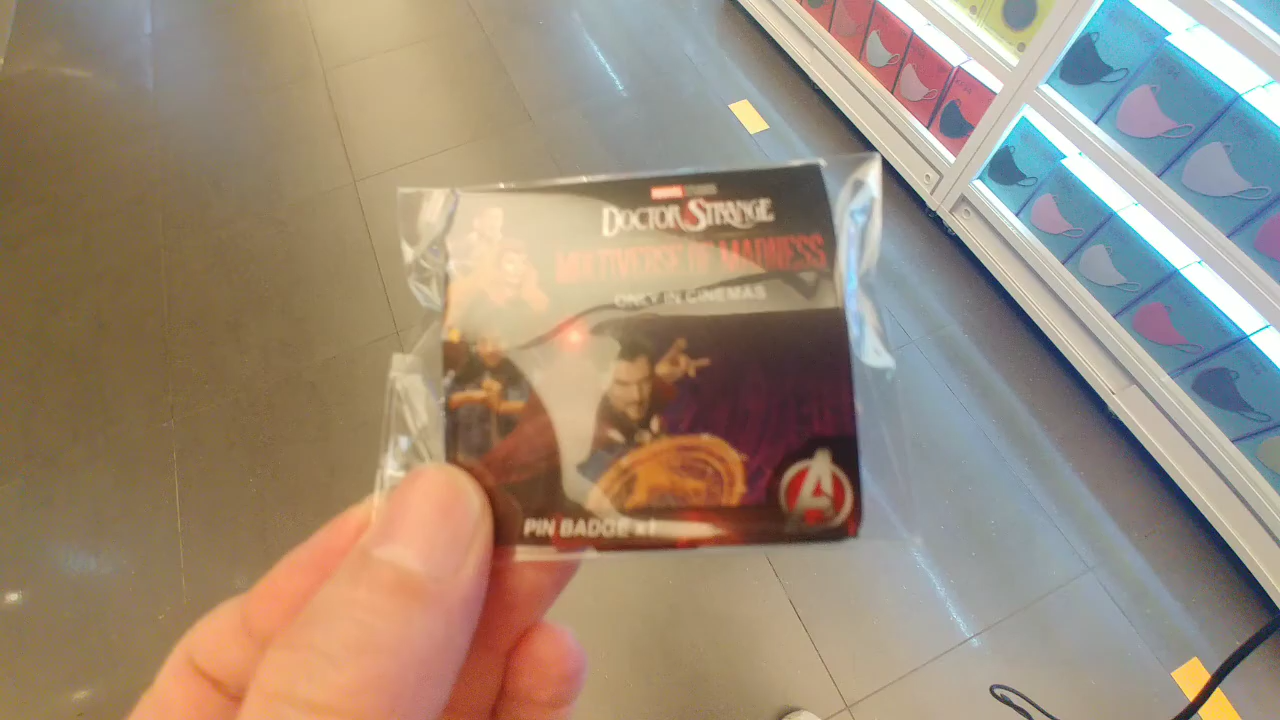 MARVEL STUDIOS
DOCTOR STRANGE
MULTIVERSE OF MADNESS
ONLY IN CINEMAS
PIN BADGE x1